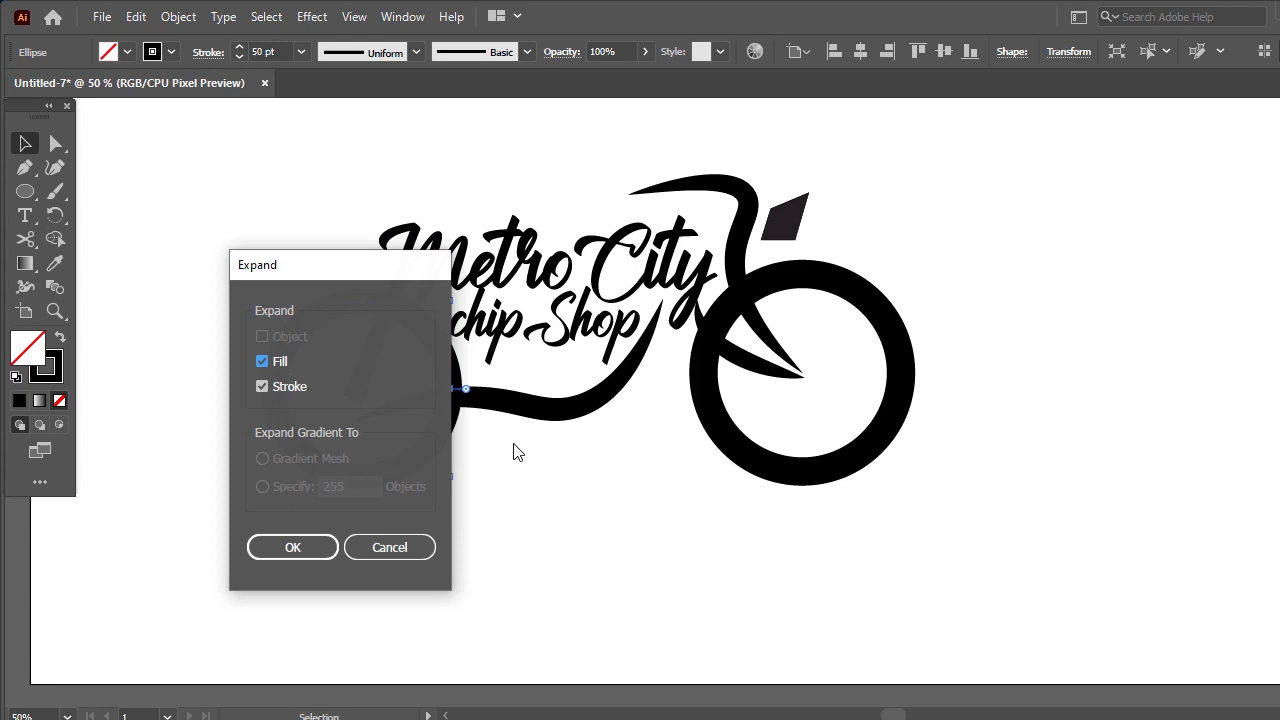 Ai File Edit Object Type Select Effect View Window Help Search Adobe Help
Ellipse Stroke: 50 pt Uniform Basic Opacity: 100% Style: Shape: Transform
Untitled-7* @ 50 % (RGB/CPU Pixel Preview)
Metro City
chip Shop
Expand
Expand
Object
Fill
Stroke
Expand Gradient To
Gradient Mesh
Specify: 255 Objects
OK Cancel
50% 1 Selection